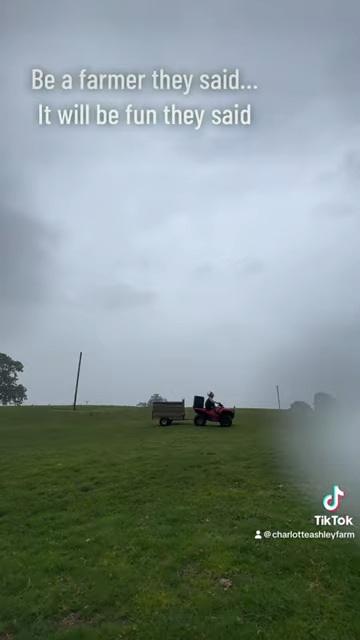 Be a farmer they said...
It will be fun they said
TikTok
@charlotteashleyfarm